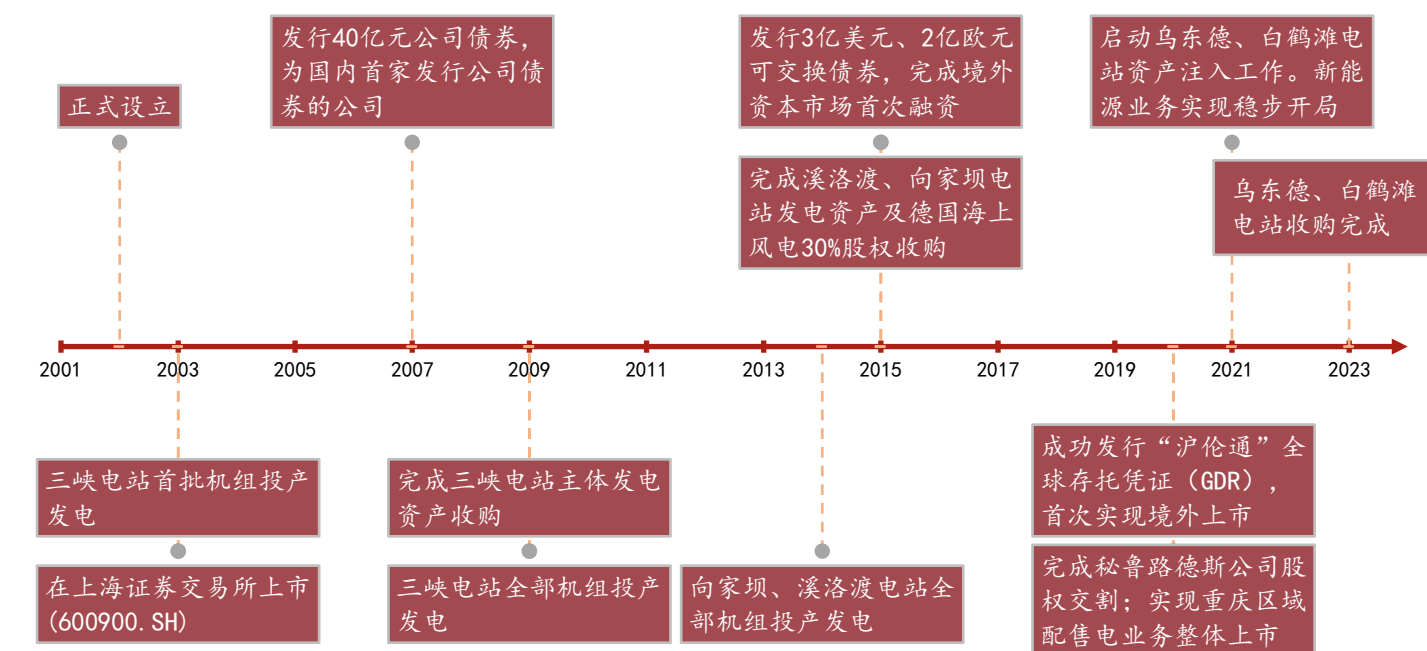 发行40亿元公司债券，
为国内首家发行公司债
券的公司
发行3亿美元、2亿欧元
可交换债券，完成境外
资本市场首次融资
启动乌东德、白鹤滩电
站资产注入工作。新能
源业务实现稳步开局
正式设立
完成溪洛渡、向家坝电
站发电资产及德国海上
风电30%股权收购
乌东德、白鹤滩
电站收购完成
2001 2003 2005 2007 2009 2011 2013 2015 2017 2019 2021 2023
三峡电站首批机组投产
发电
完成三峡电站主体发电
资产收购
成功发行“沪伦通”全
球存托凭证（GDR），
首次实现境外上市
在上海证券交易所上市
(600900.SH)
三峡电站全部机组投产
发电
向家坝、溪洛渡电站全
部机组投产发电
完成秘鲁路德斯公司股
权交割；实现重庆区域
配售电业务整体上市